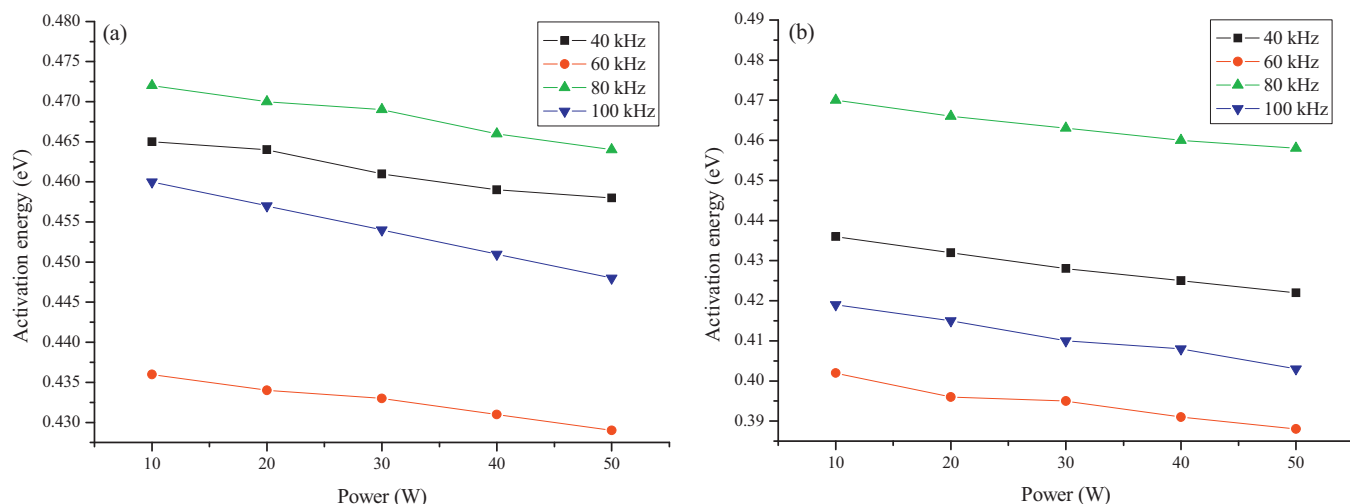 (a)
40 kHz
60 kHz
80 kHz
100 kHz
Activation energy (eV)
0.480
0.475
0.470
0.465
0.460
0.455
0.450
0.445
0.440
0.435
0.430
10 20 30 40 50
Power (W)
(b)
40 kHz
60 kHz
80 kHz
100 kHz
Activation energy (eV)
0.49
0.48
0.47
0.46
0.45
0.44
0.43
0.42
0.41
0.40
0.39
10 20 30 40 50
Power (W)